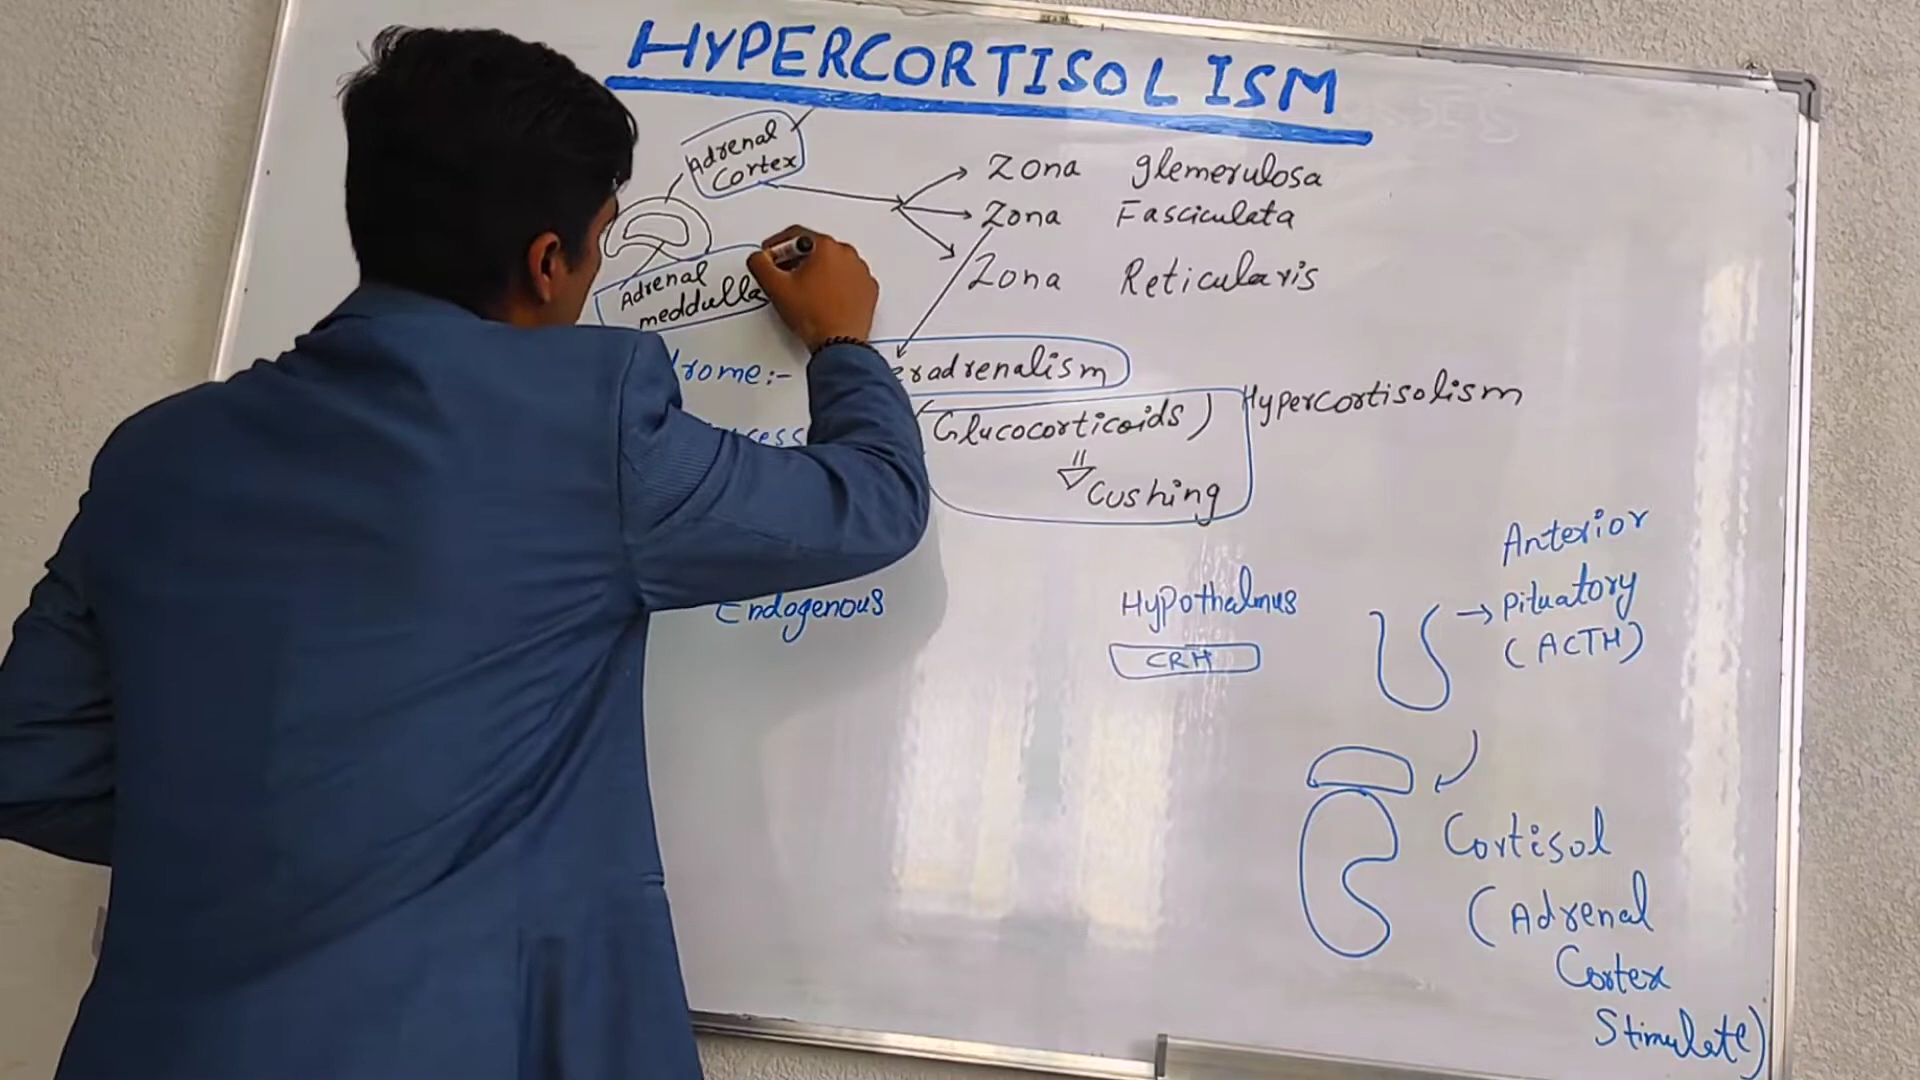 HYPERCORTISOLISM
Adrenal
Cortex
Zona glemerulosa
Zona Fasciculata
Zona Reticularis
Adrenal
meddulla
drome:- eradrenalism
(Glucocorticoids) Hypercortisolism
Cushing
Endogenous
Hypothalmus
CRH
Anterior
Pituatory
(ACTH)
Cortisol
(Adrenal
Cortex
Stimulate)